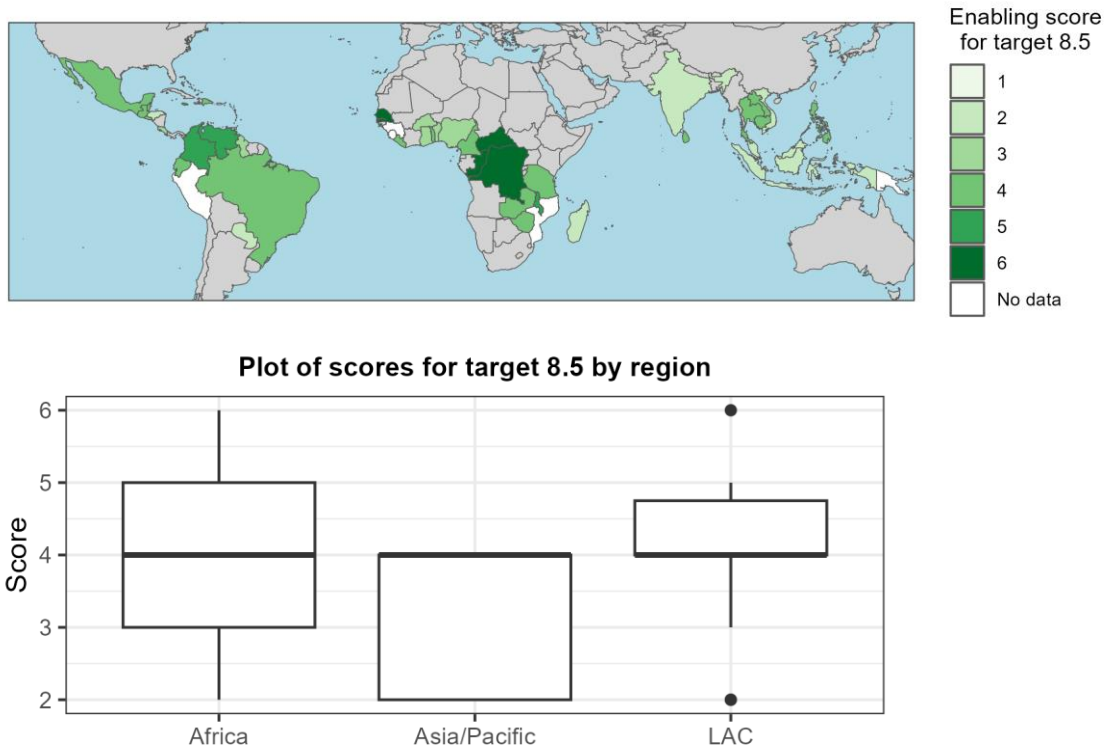 Enabling score
for target 8.5
1
2
3
4
5
6
No data
Plot of scores for target 8.5 by region
6
5
4
3
2
Score
Africa
Asia/Pacific
LAC